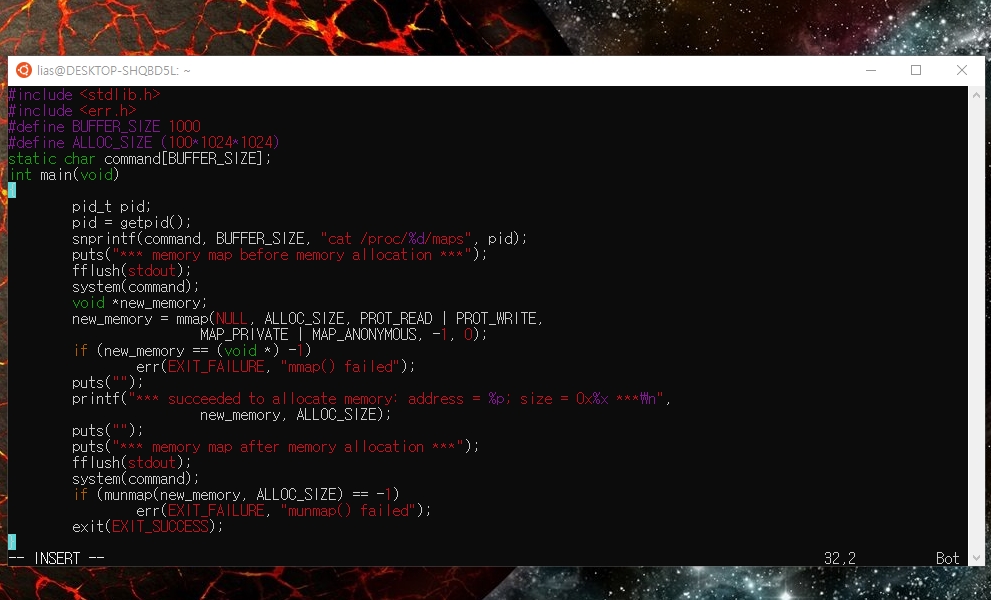 lias@DESKTOP-SHQBD5L: ~
#include <stdlib.h>
#include <err.h>
#define BUFFER_SIZE 1000
#define ALLOC_SIZE (100*1024*1024)
static char command[BUFFER_SIZE];
int main(void)
{
pid_t pid;
pid = getpid();
snprintf(command, BUFFER_SIZE, "cat /proc/%d/maps", pid);
puts("*** memory map before memory allocation ***");
fflush(stdout);
system(command);
void *new_memory;
new_memory = mmap(NULL, ALLOC_SIZE, PROT_READ | PROT_WRITE,
MAP_PRIVATE | MAP_ANONYMOUS, -1, 0);
if (new_memory == (void *) -1)
err(EXIT_FAILURE, "mmap() failed");
puts("");
printf("*** succeeded to allocate memory: address = %p; size = 0x%x ***₩n",
new_memory, ALLOC_SIZE);
puts("");
puts("*** memory map after memory allocation ***");
fflush(stdout);
system(command);
if (munmap(new_memory, ALLOC_SIZE) == -1)
err(EXIT_FAILURE, "munmap() failed");
exit(EXIT_SUCCESS);
}
-- INSERT -- 32,2 Bot